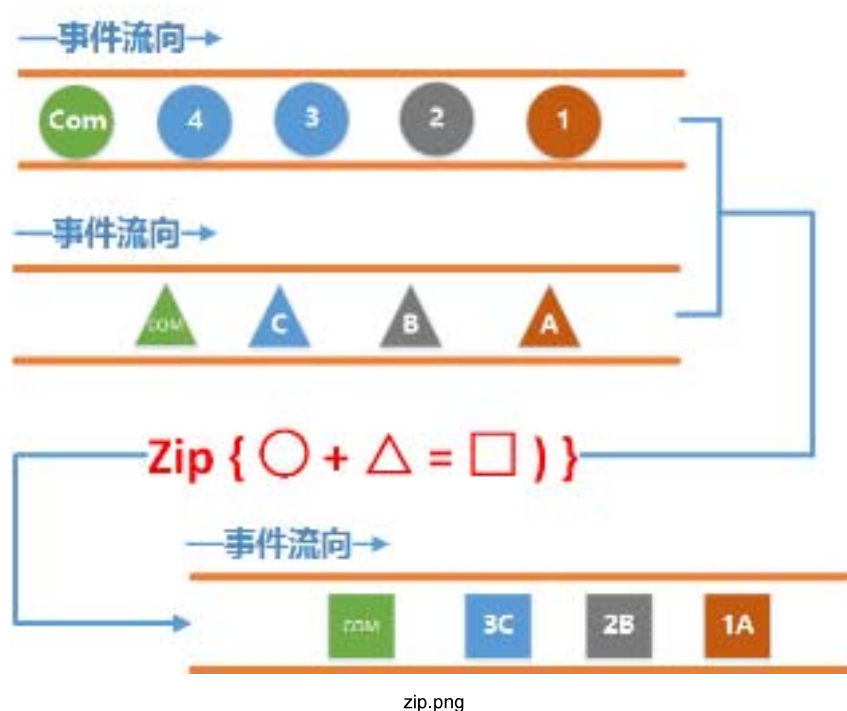 事件流向
Com 4 3 2 1
事件流向
COM C B A
Zip { ○ + △ = □ ) }
事件流向
COM 3C 2B 1A
zip.png